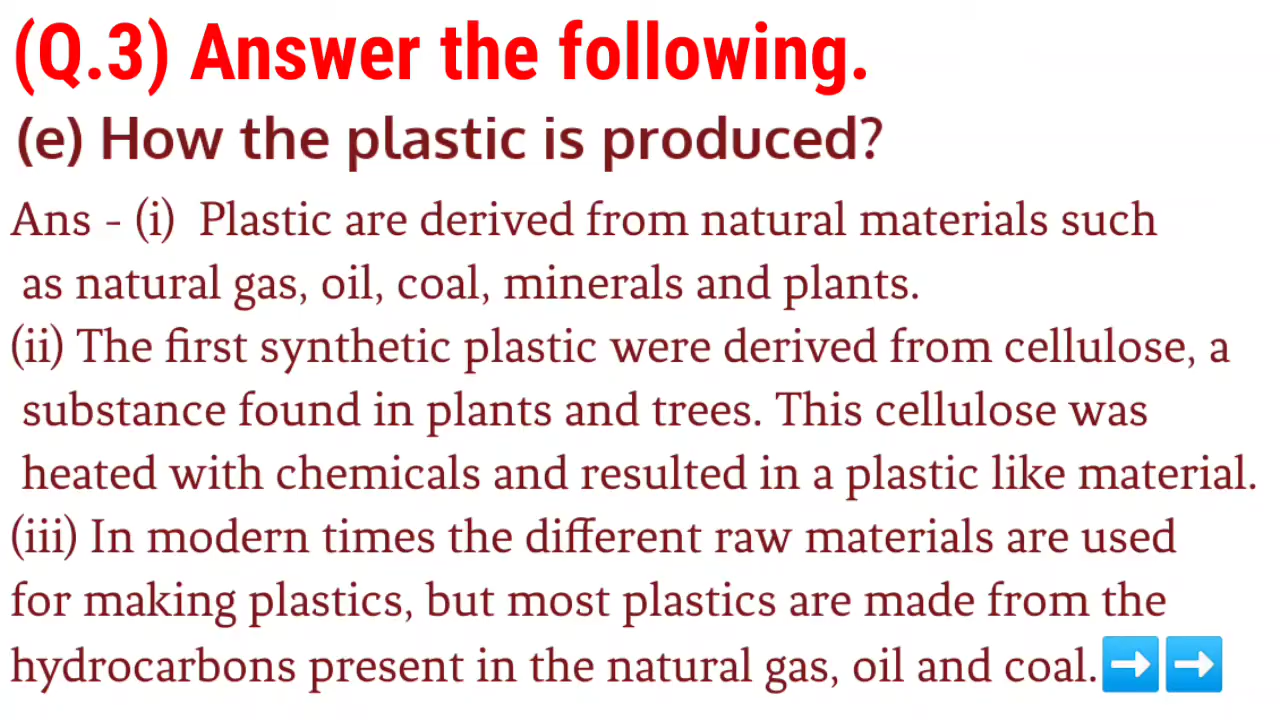 (Q.3) Answer the following.
(e) How the plastic is produced?
Ans - (i) Plastic are derived from natural materials such
as natural gas, oil, coal, minerals and plants.
(ii) The first synthetic plastic were derived from cellulose, a
substance found in plants and trees. This cellulose was
heated with chemicals and resulted in a plastic like material.
(iii) In modern times the different raw materials are used
for making plastics, but most plastics are made from the
hydrocarbons present in the natural gas, oil and coal.➡️➡️